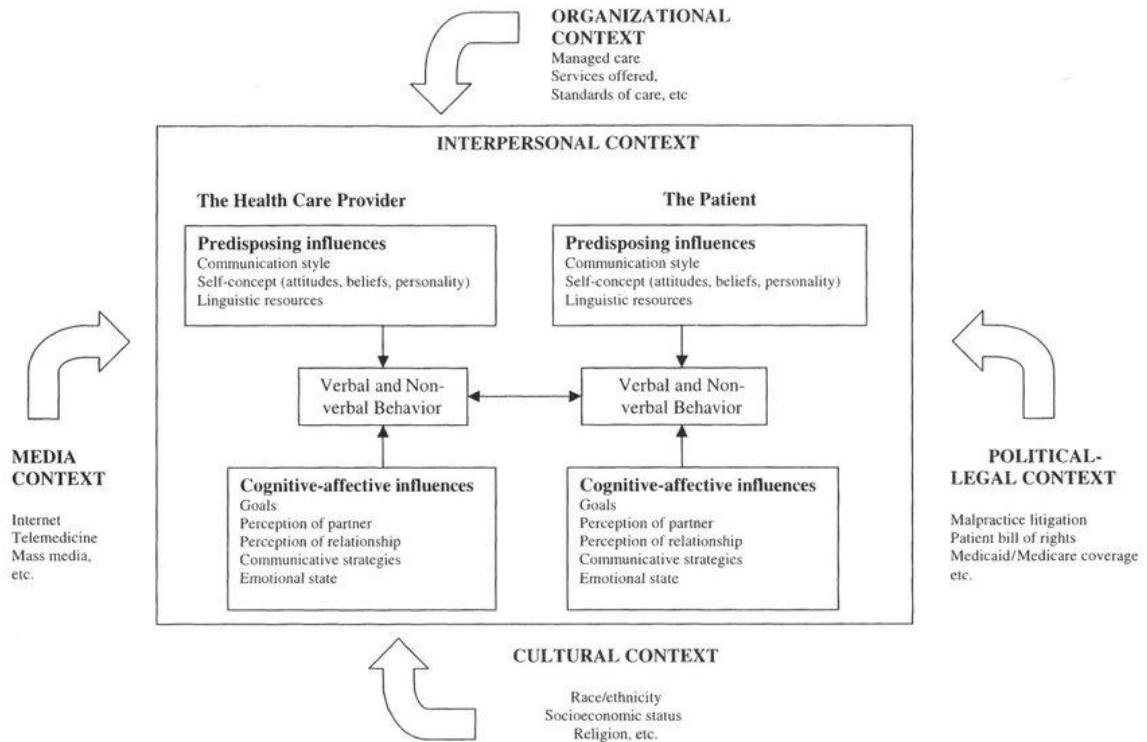 ORGANIZATIONAL
CONTEXT
Managed care
Services offered,
Standards of care, etc
INTERPERSONAL CONTEXT
The Health Care Provider
The Patient
Predisposing influences
Communication style
Self-concept (attitudes, beliefs, personality)
Linguistic resources
Predisposing influences
Communication style
Self-concept (attitudes, beliefs, personality)
Linguistic resources
Verbal and Non-
verbal Behavior
Verbal and Non-
verbal Behavior
MEDIA
CONTEXT
Internet
Telemedicine
Mass media,
etc.
Cognitive-affective influences
Goals
Perception of partner
Perception of relationship
Communicative strategies
Emotional state
Cognitive-affective influences
Goals
Perception of partner
Perception of relationship
Communicative strategies
Emotional state
POLITICAL-
LEGAL CONTEXT
Malpractice litigation
Patient bill of rights
Medicaid/Medicare coverage
etc.
CULTURAL CONTEXT
Race/ethnicity
Socioeconomic status
Religion, etc.